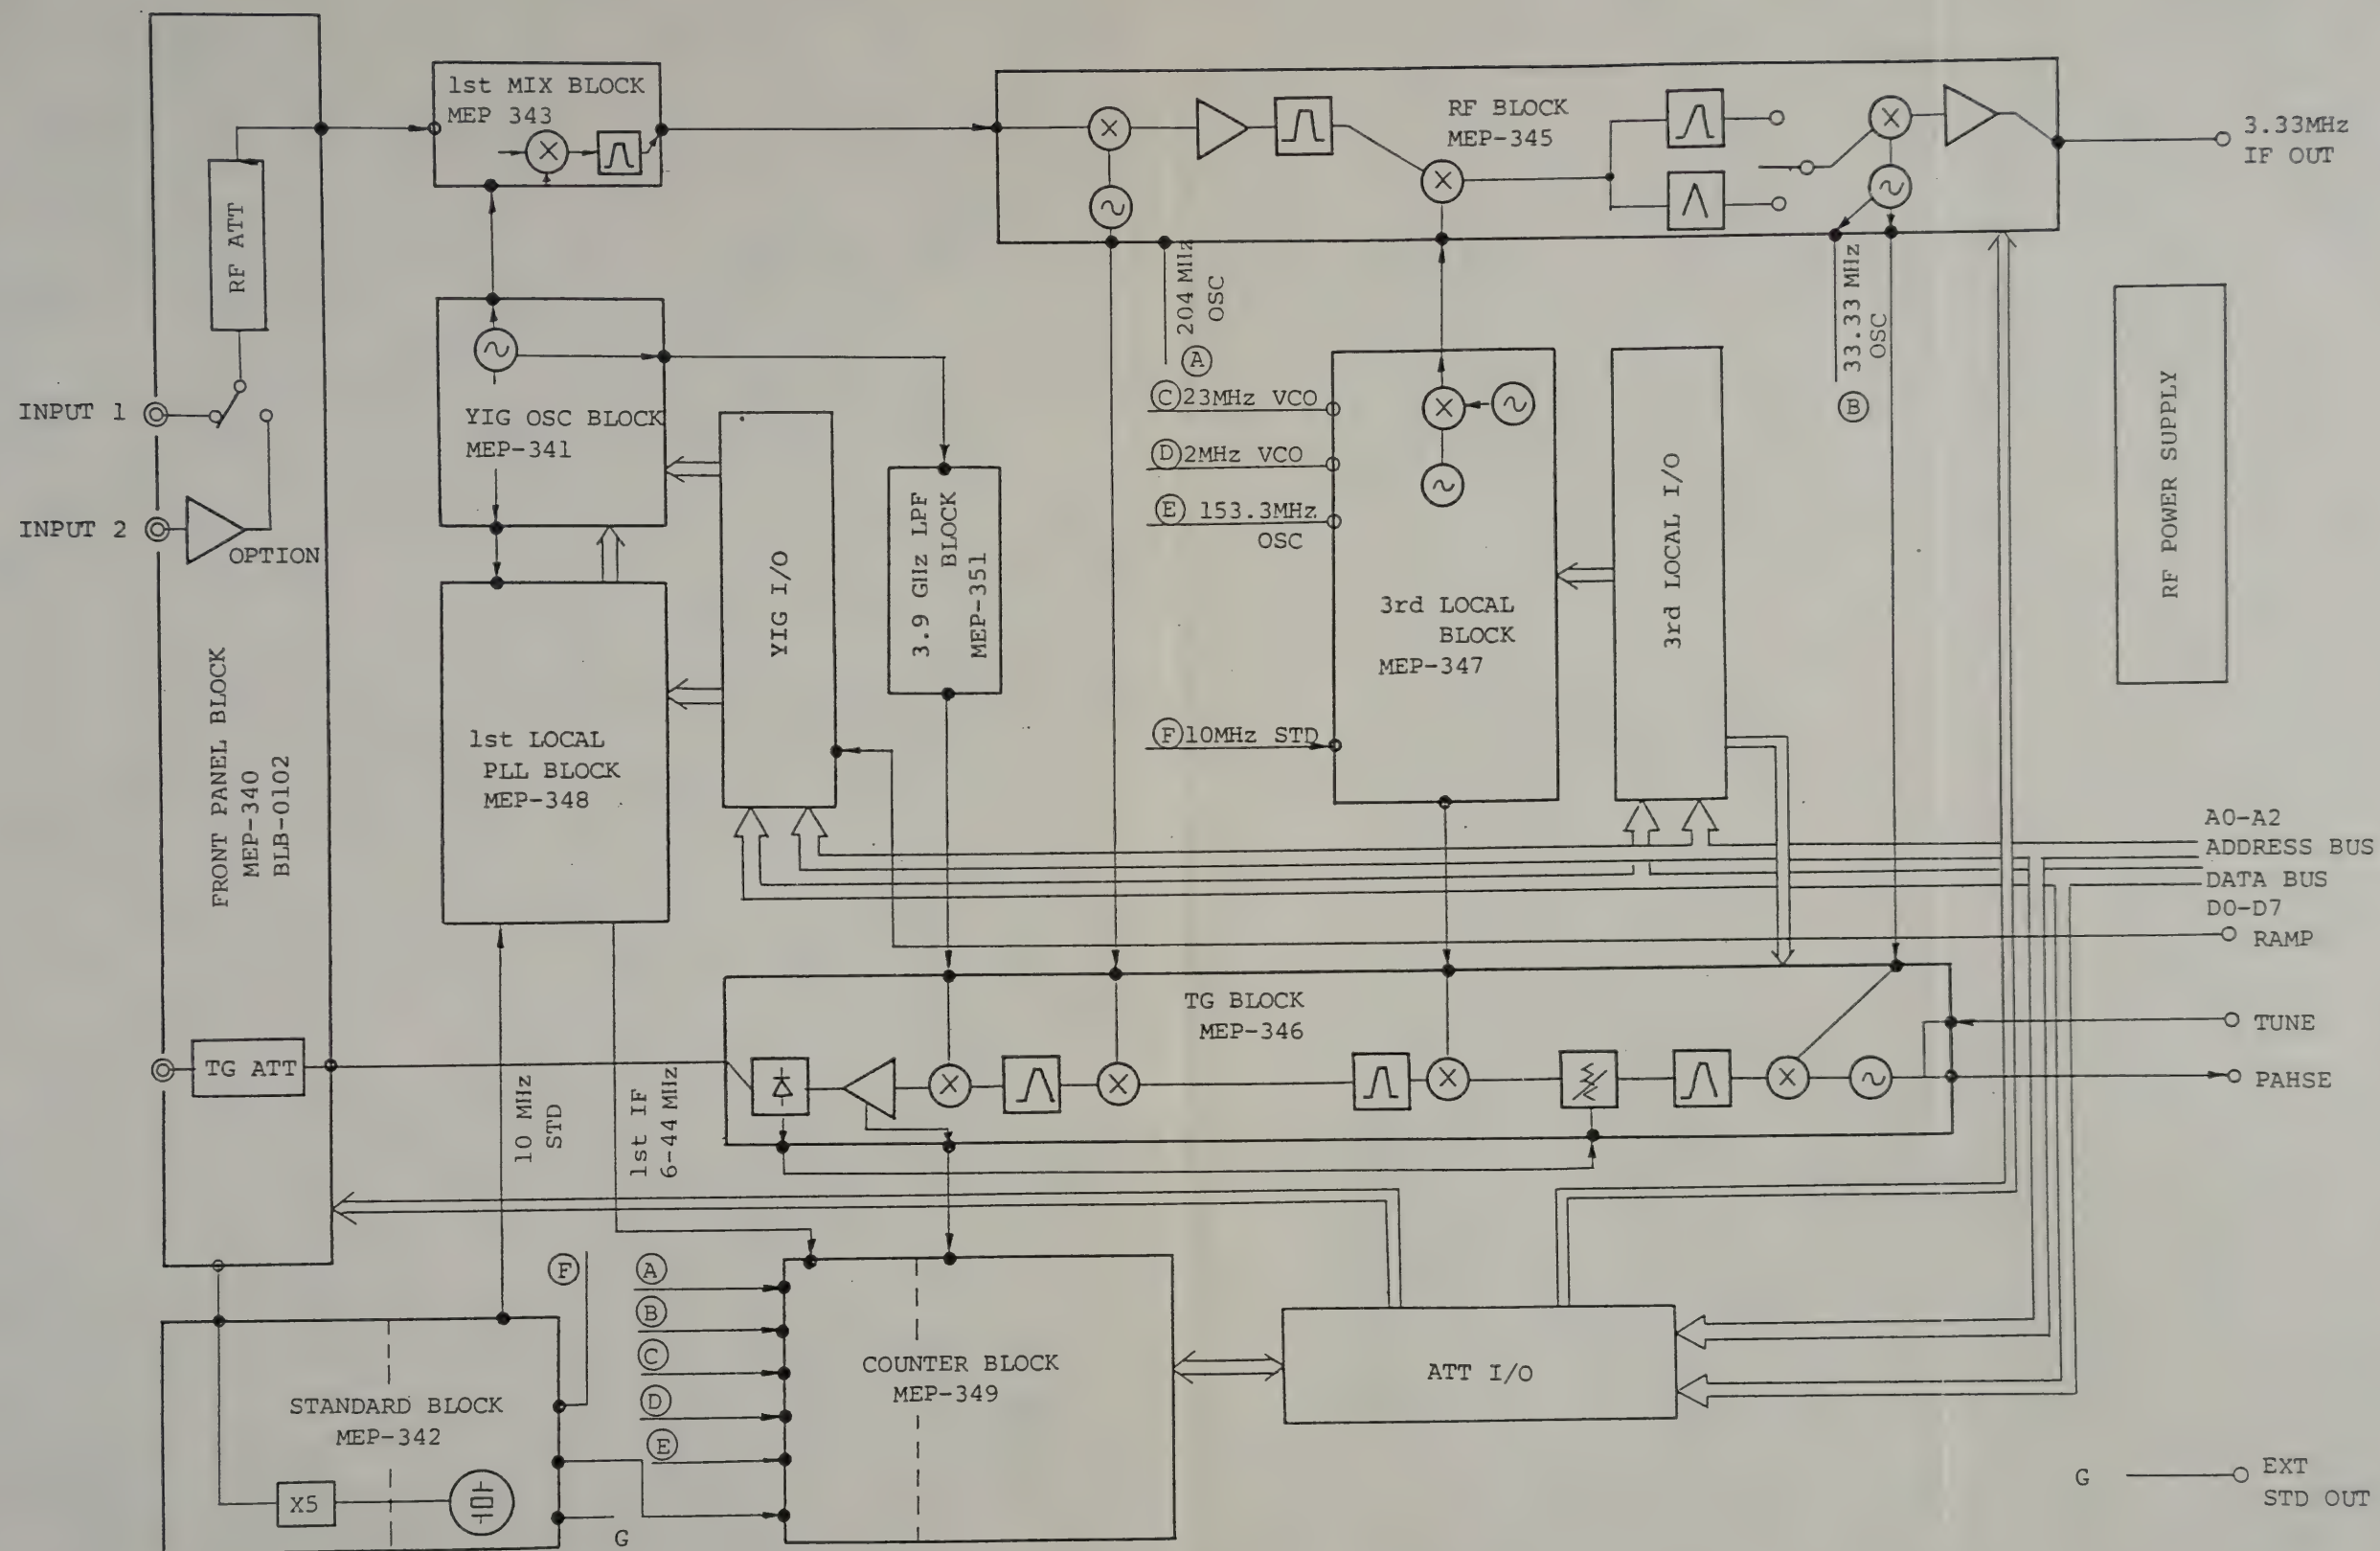 1st MIX BLOCK
MEP 343
RF BLOCK
MEP-345
3.33MHz
IF OUT
RF ATT
204 MHz
OSC
A
33.33 MHz
OSC
B
INPUT 1
INPUT 2
OPTION
YIG OSC BLOCK
MEP-341
YIG I/O
3.9 GHz LPF
BLOCK
MEP-351
C 23MHz VCO
D 2MHz VCO
E 153.3MHz
OSC
F 10MHz STD
3rd LOCAL
BLOCK
MEP-347
3rd LOCAL I/O
RF POWER SUPPLY
FRONT PANEL BLOCK
MEP-340
BLB-0102
1st LOCAL
PLL BLOCK
MEP-348
A0-A2
ADDRESS BUS
DATA BUS
D0-D7
RAMP
TG BLOCK
MEP-346
TUNE
PAHSE
TG ATT
10 MHz
STD
1st IF
6-44 MHz
F
A
B
C
D
E
COUNTER BLOCK
MEP-349
ATT I/O
STANDARD BLOCK
MEP-342
X5
G
G
EXT
STD OUT